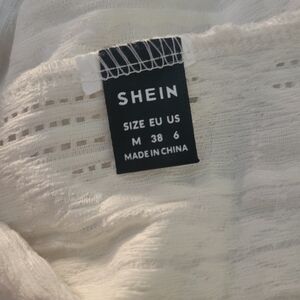 SHEIN
SIZE EU US
M 38 6
MADE IN CHINA